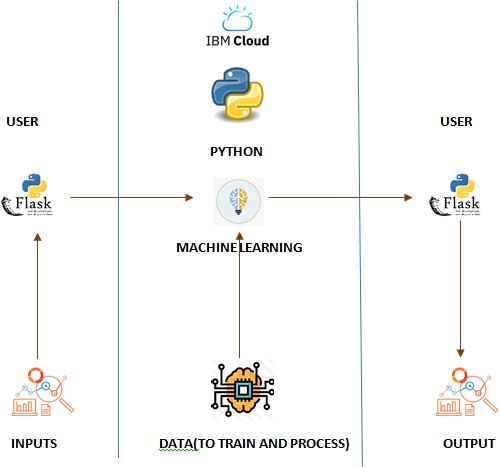 IBM Cloud
USER
USER
PYTHON
Flask
Flask
MACHINE LEARNING
INPUTS
DATA(TO TRAIN AND PROCESS)
OUTPUT